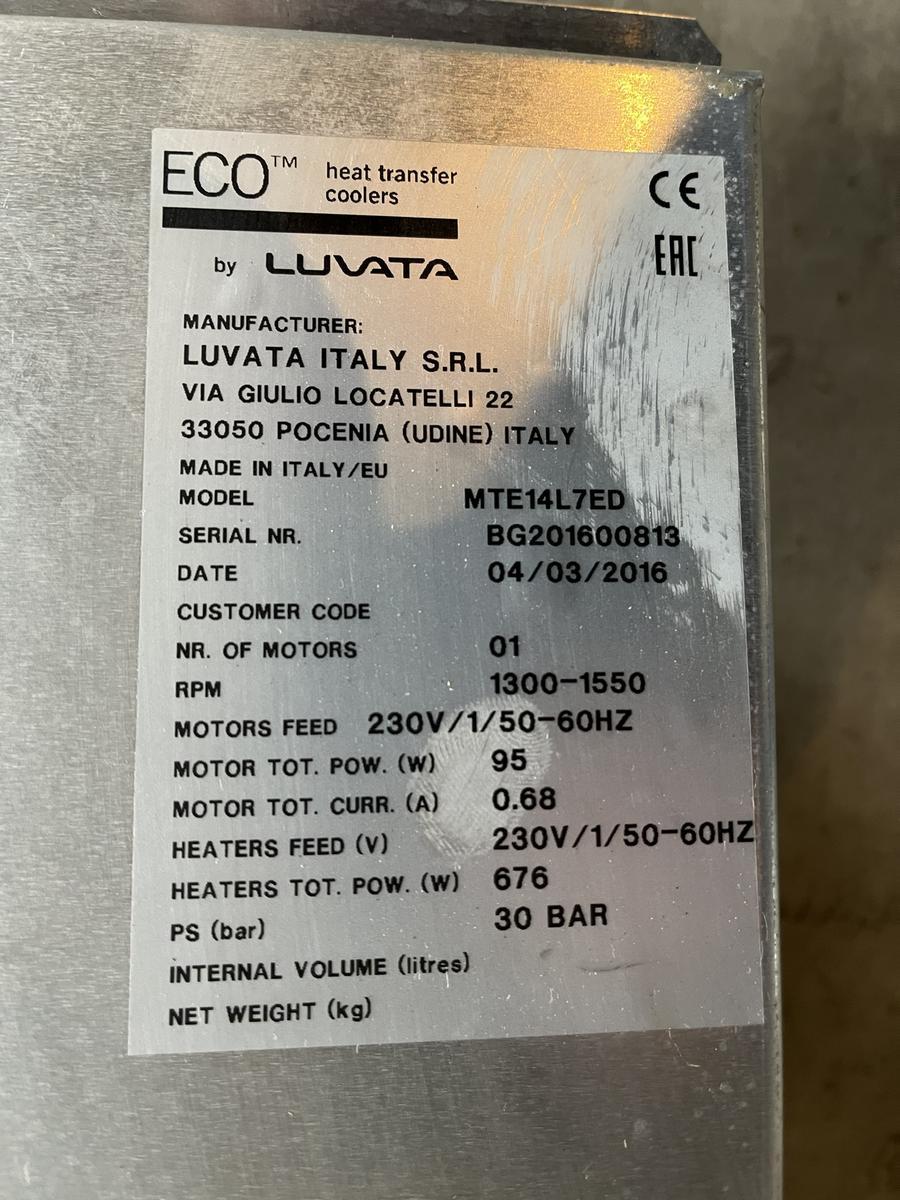 ECO™ heat transfer
coolers
CE
by LUVATA
EAC
MANUFACTURER:
LUVATA ITALY S.R.L.
VIA GIULIO LOCATELLI 22
33050 POCENIA (UDINE) ITALY
MADE IN ITALY/EU
MODEL MTE14L7ED
SERIAL NR. BG201600813
DATE 04/03/2016
CUSTOMER CODE
NR. OF MOTORS 01
RPM 1300-1550
MOTORS FEED 230V/1/50-60HZ
MOTOR TOT. POW. (W) 95
MOTOR TOT. CURR. (A) 0.68
HEATERS FEED (V) 230V/1/50-60HZ
HEATERS TOT. POW. (W) 676
PS (bar) 30 BAR
INTERNAL VOLUME (litres)
NET WEIGHT (kg)